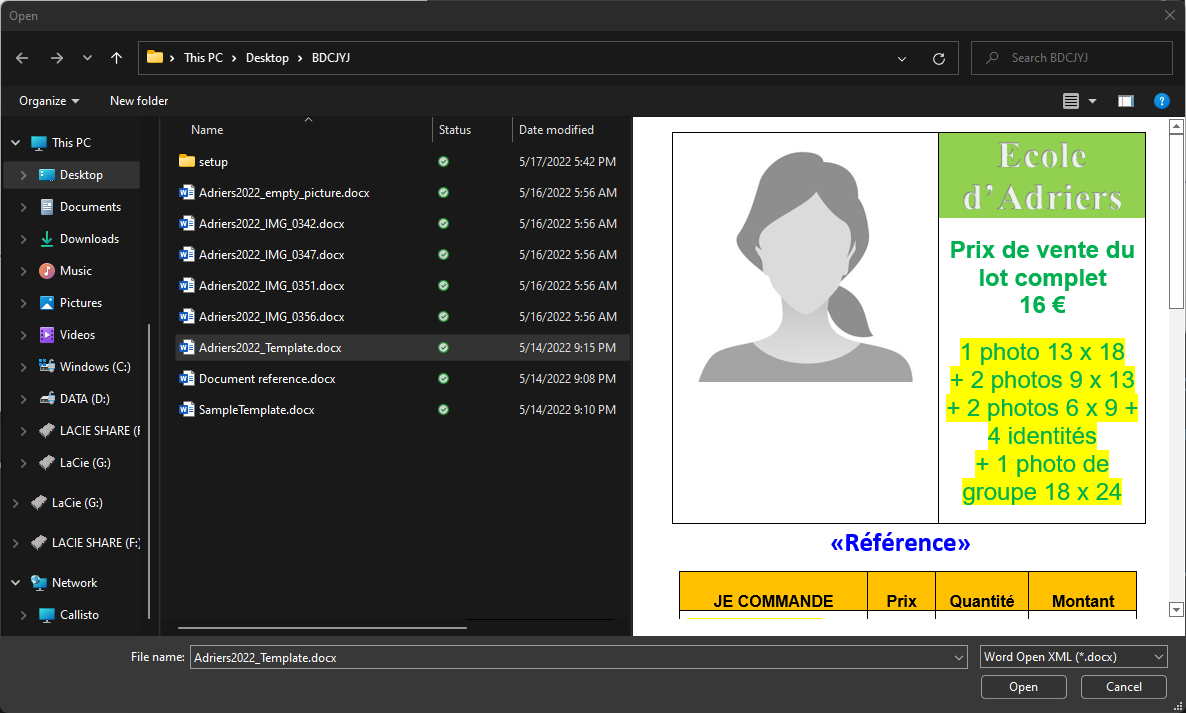 Open
This PC > Desktop > BDCJYJ
Search BDCJYJ
Organize
New folder
?
This PC
Desktop
Documents
Downloads
Music
Pictures
Videos
Windows (C:)
DATA (D:)
LACIE SHARE (F
LaCie (G:)
LaCie (G:)
LACIE SHARE (F:)
Network
Callisto
Name Status Date modified
setup 5/17/2022 5:42 PM
Adriers2022_empty_picture.docx 5/16/2022 5:56 AM
Adriers2022_IMG_0342.docx 5/16/2022 5:56 AM
Adriers2022_IMG_0347.docx 5/16/2022 5:56 AM
Adriers2022_IMG_0351.docx 5/16/2022 5:56 AM
Adriers2022_IMG_0356.docx 5/16/2022 5:56 AM
Adriers2022_Template.docx 5/14/2022 9:15 PM
Document reference.docx 5/14/2022 9:08 PM
SampleTemplate.docx 5/14/2022 9:10 PM
Ecole
d'Adriers
Prix de vente du
lot complet
16 €
1 photo 13 x 18
+ 2 photos 9 x 13
+ 2 photos 6 x 9 +
4 identités
+ 1 photo de
groupe 18 x 24
«Référence»
JE COMMANDE Prix Quantité Montant
File name: Adriers2022_Template.docx
Word Open XML (*.docx)
Open
Cancel